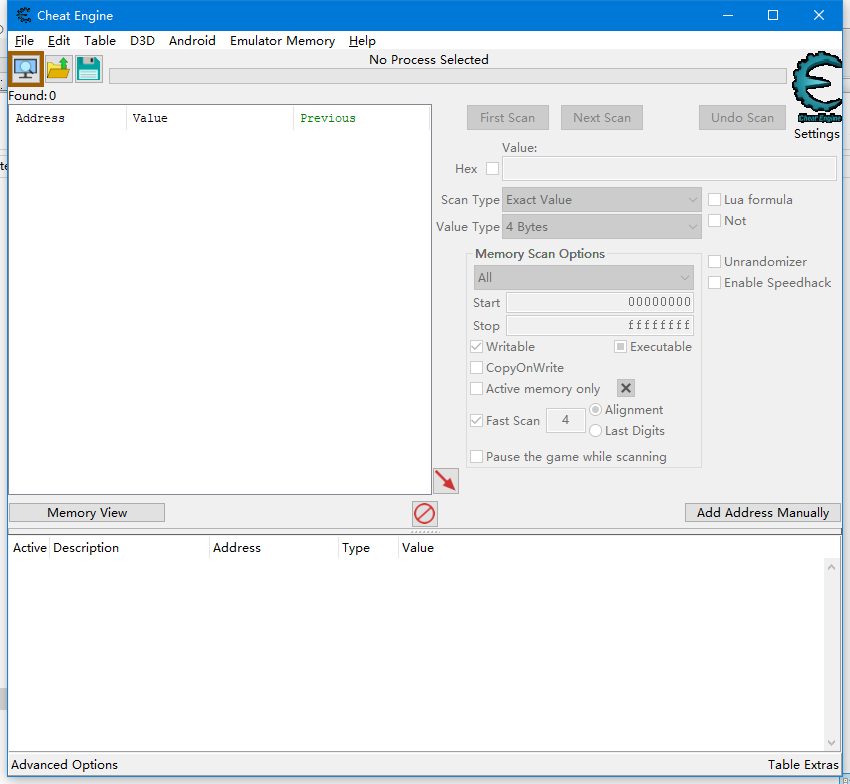 Cheat Engine
File Edit Table D3D Android Emulator Memory Help
No Process Selected
Found:0
Cheat Engine
Settings
Address Value Previous
First Scan Next Scan Undo Scan
Value:
Hex
Scan Type Exact Value Lua formula
Not
Value Type 4 Bytes
Memory Scan Options
Unrandomizer
All
Enable Speedhack
Start 00000000
Stop ffffffff
Writable Executable
CopyOnWrite
Active memory only
Fast Scan 4 Alignment
Last Digits
Pause the game while scanning
Memory View Add Address Manually
Active Description Address Type Value
Advanced Options Table Extras